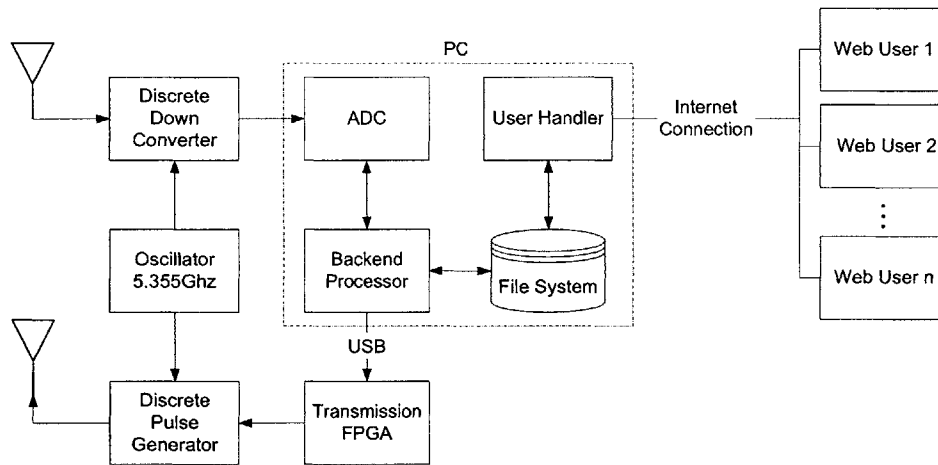 PC
Discrete
Down
Converter
ADC
User Handler
Internet
Connection
Web User 1
Web User 2
Web User n
Oscillator
5.355Ghz
Backend
Processor
File System
USB
Discrete
Pulse
Generator
Transmission
FPGA